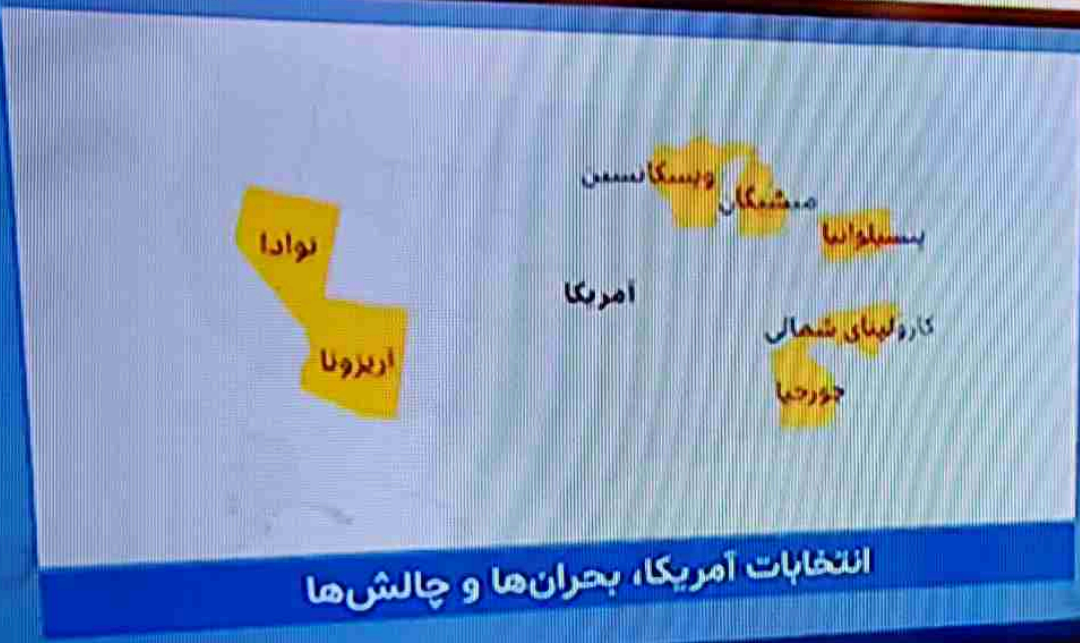 ویسکانسین
میشیگان
پنسیلوانیا
نوادا
آمریکا
کارولینای شمالی
آریزونا
جورجیا
انتخابات آمریکا، بحران‌ها و چالش‌ها